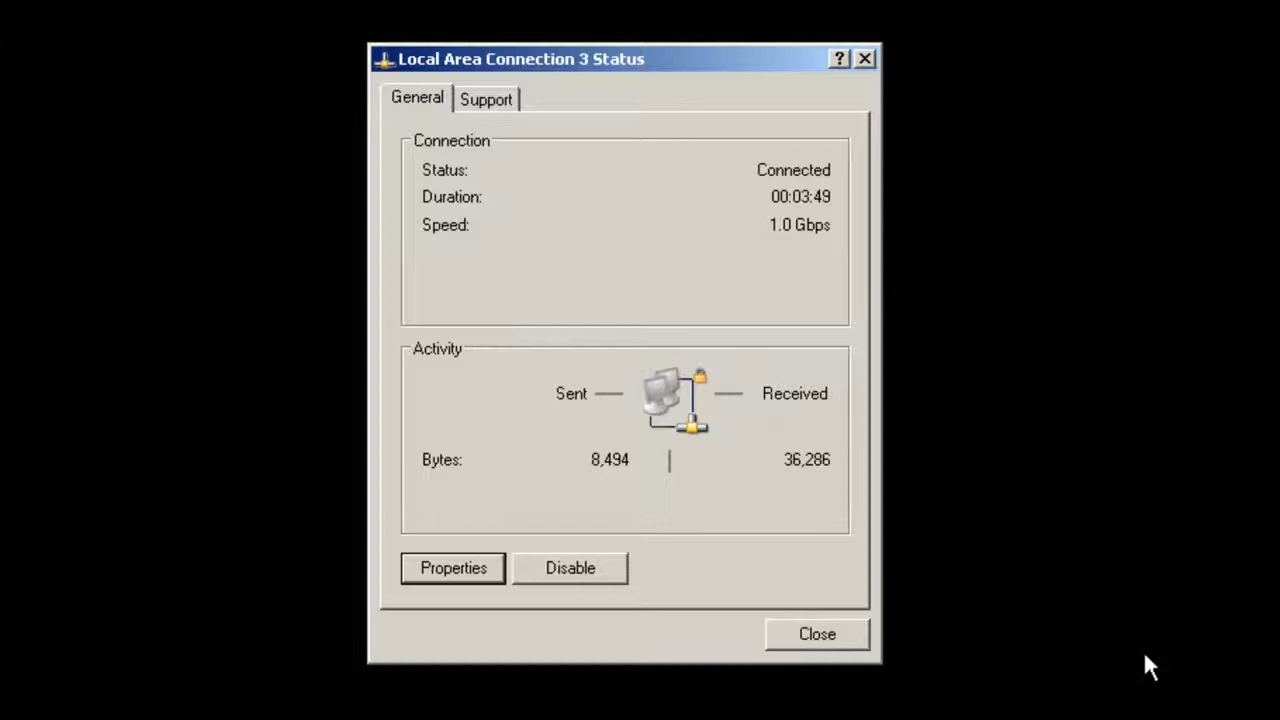 Local Area Connection 3 Status
General Support
Connection
Status: Connected
Duration: 00:03:49
Speed: 1.0 Gbps
Activity
Sent Received
Bytes: 8,494 36,286
Properties Disable
Close